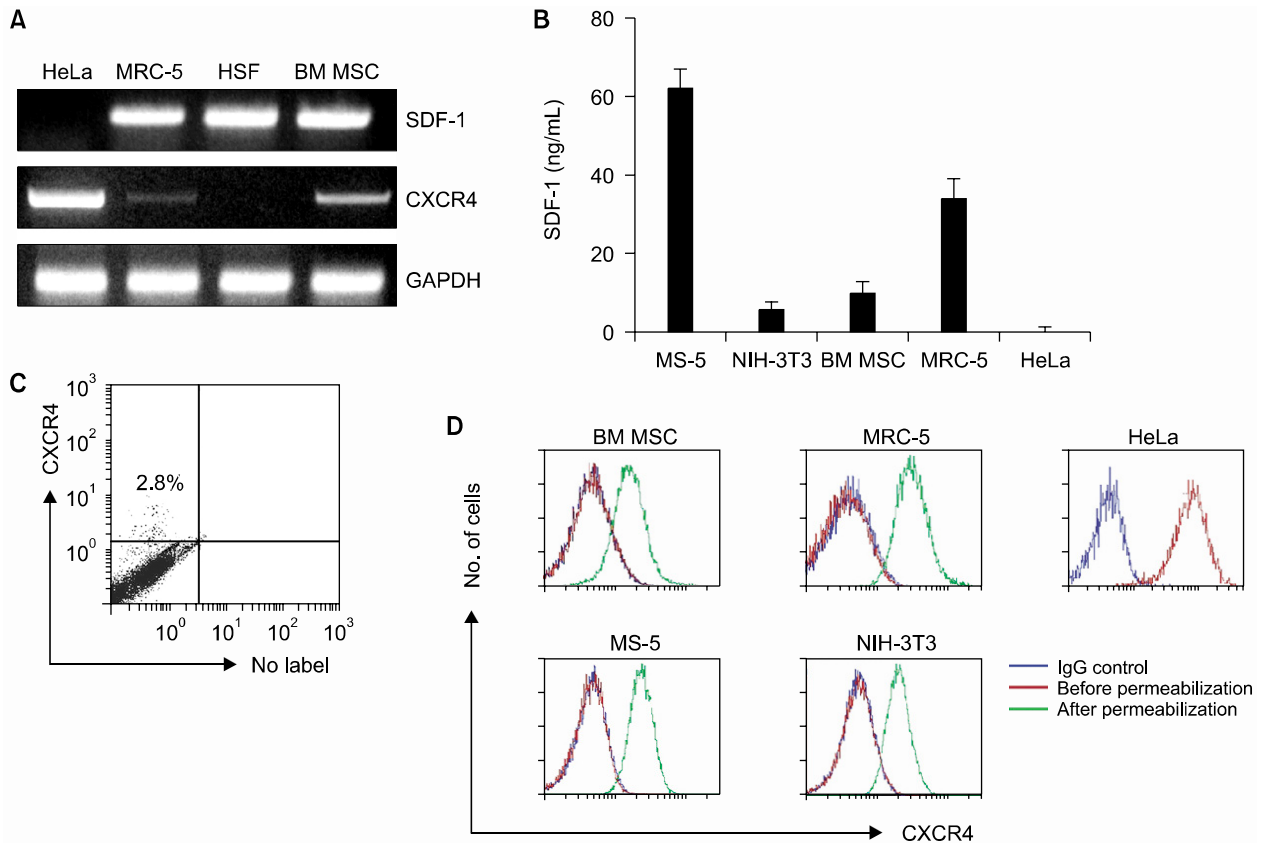 A
HeLa MRC-5 HSF BM MSC
SDF-1
CXCR4
GAPDH
B
SDF-1 (ng/mL)
80
60
40
20
0
MS-5 NIH-3T3 BM MSC MRC-5 HeLa
C
CXCR4
10³
10²
10¹
10⁰
2.8%
10⁰ 10¹ 10² 10³
No label
D
No. of cells
BM MSC MRC-5 HeLa
MS-5 NIH-3T3
IgG control
Before permeabilization
After permeabilization
CXCR4